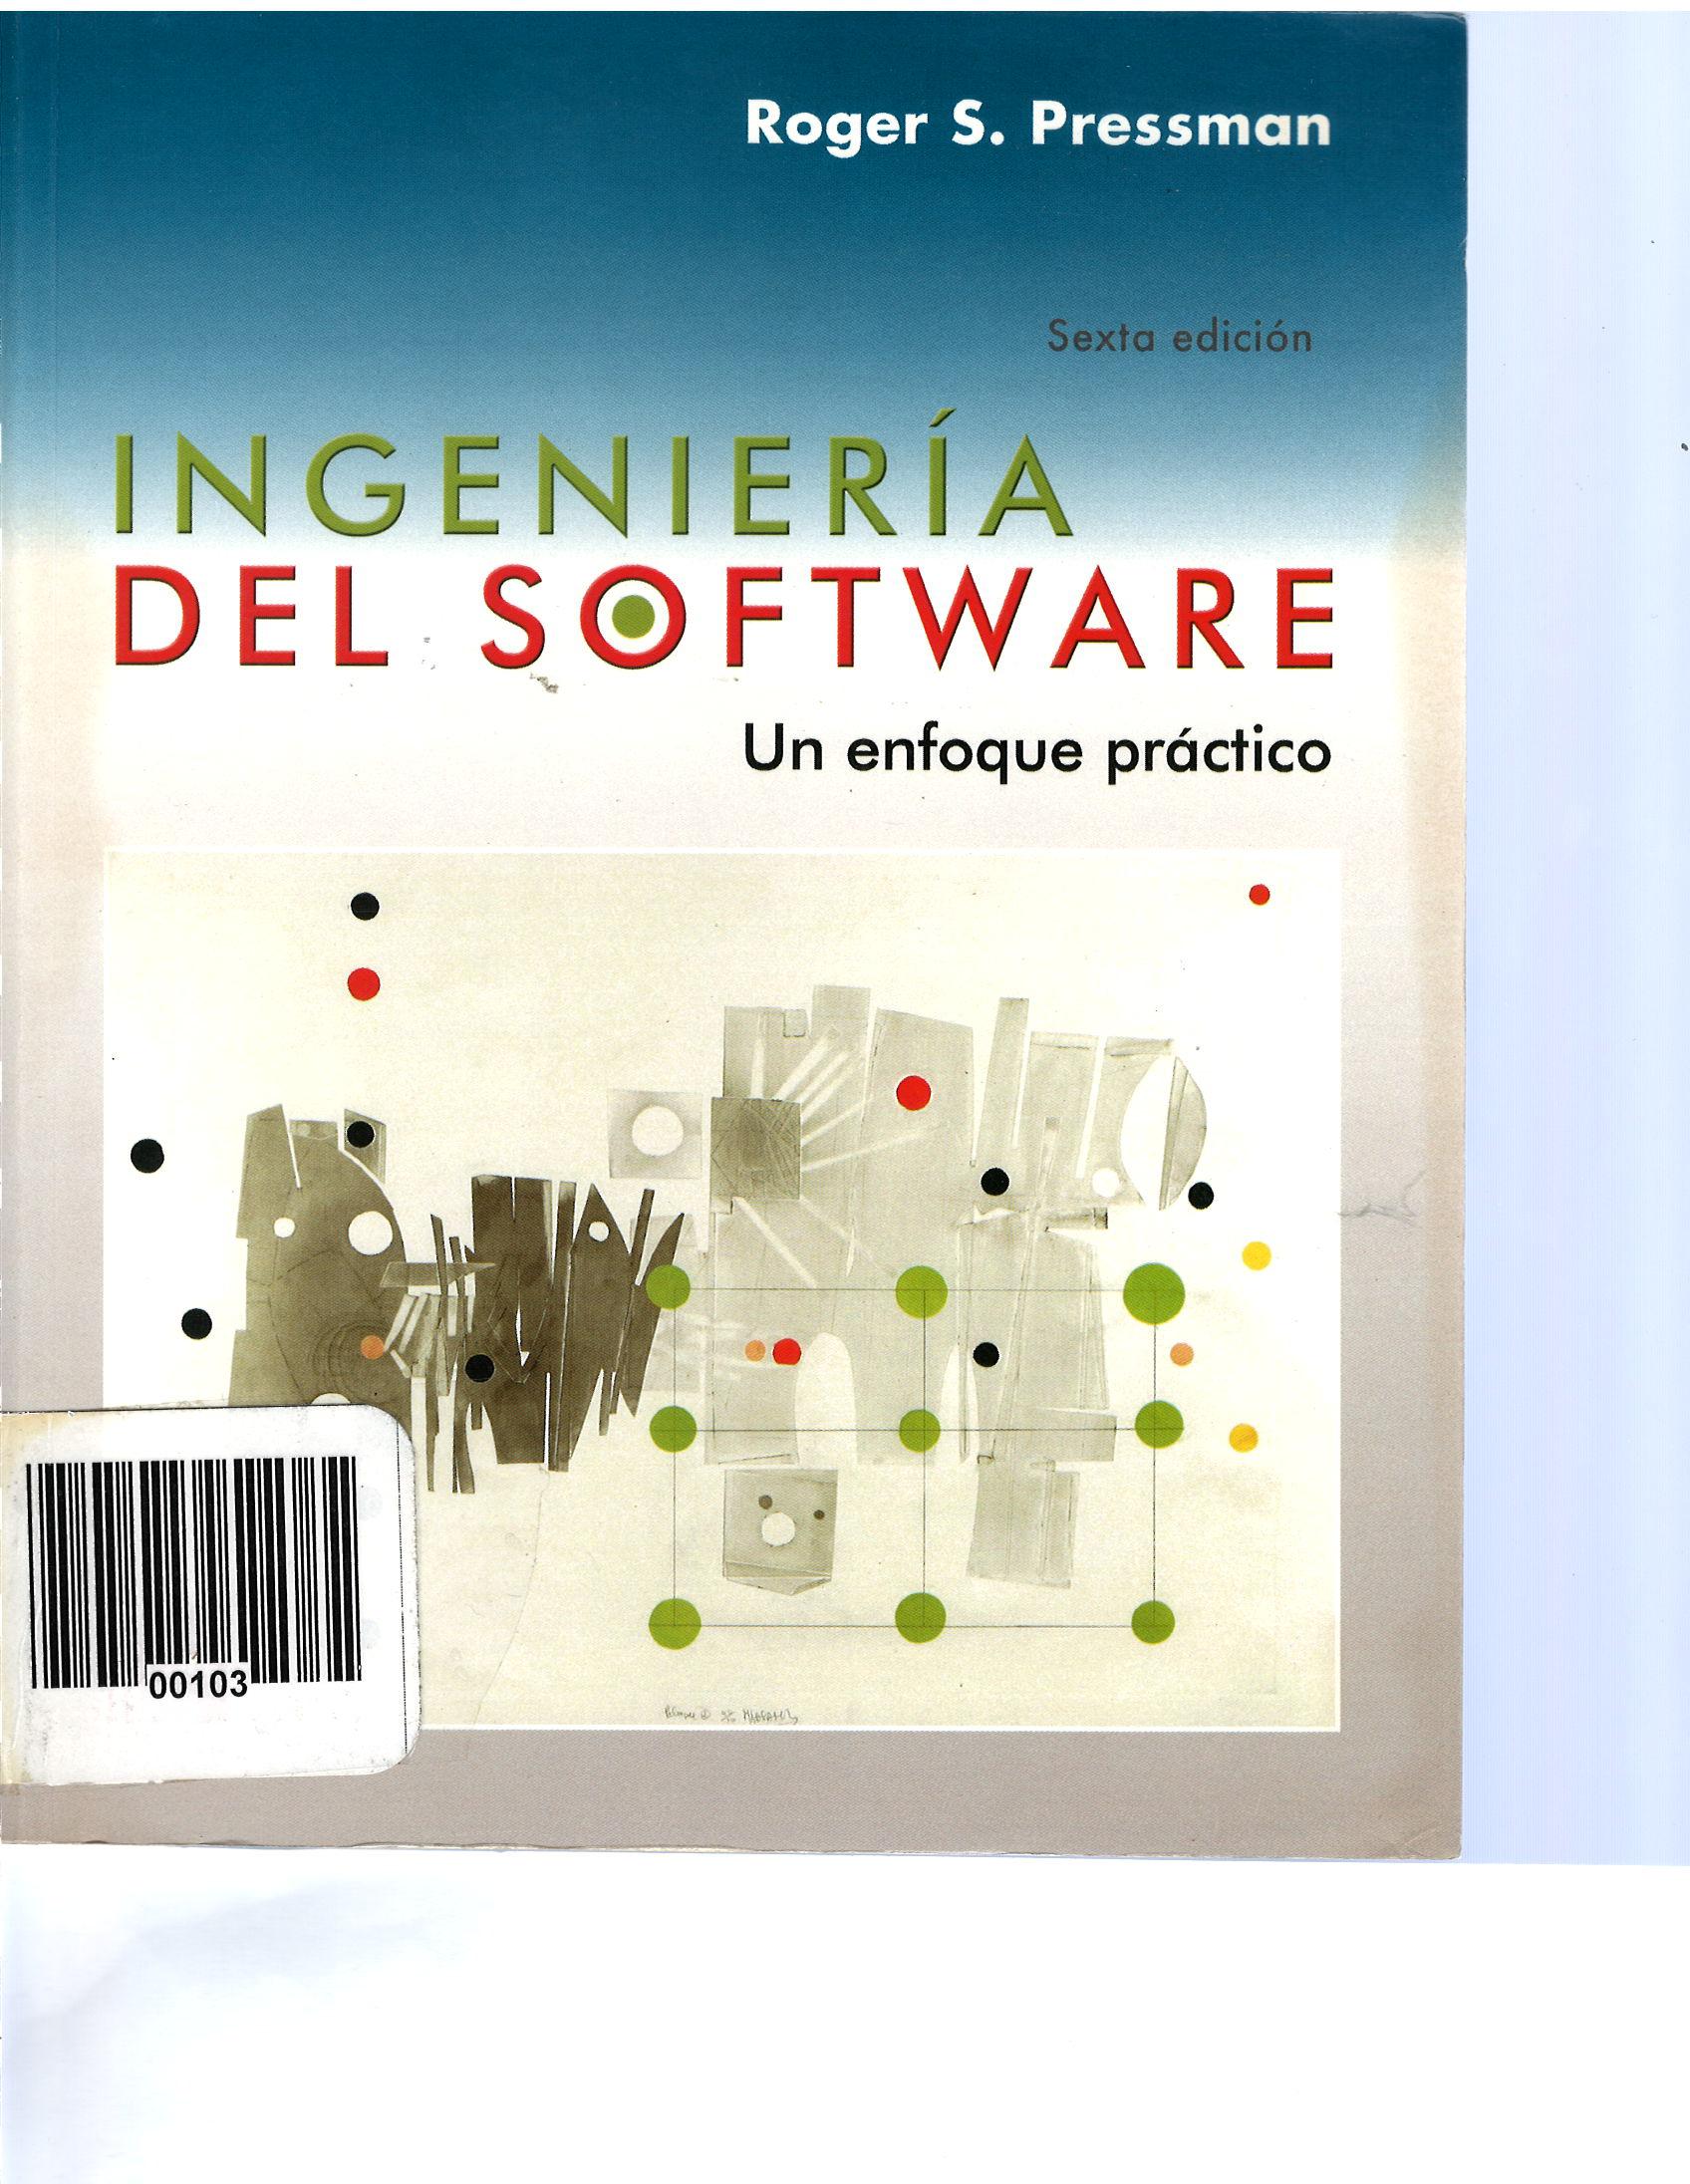 Roger S. Pressman
Sexta edición
INGENIERÍA
DEL SOFTWARE
Un enfoque práctico
00103